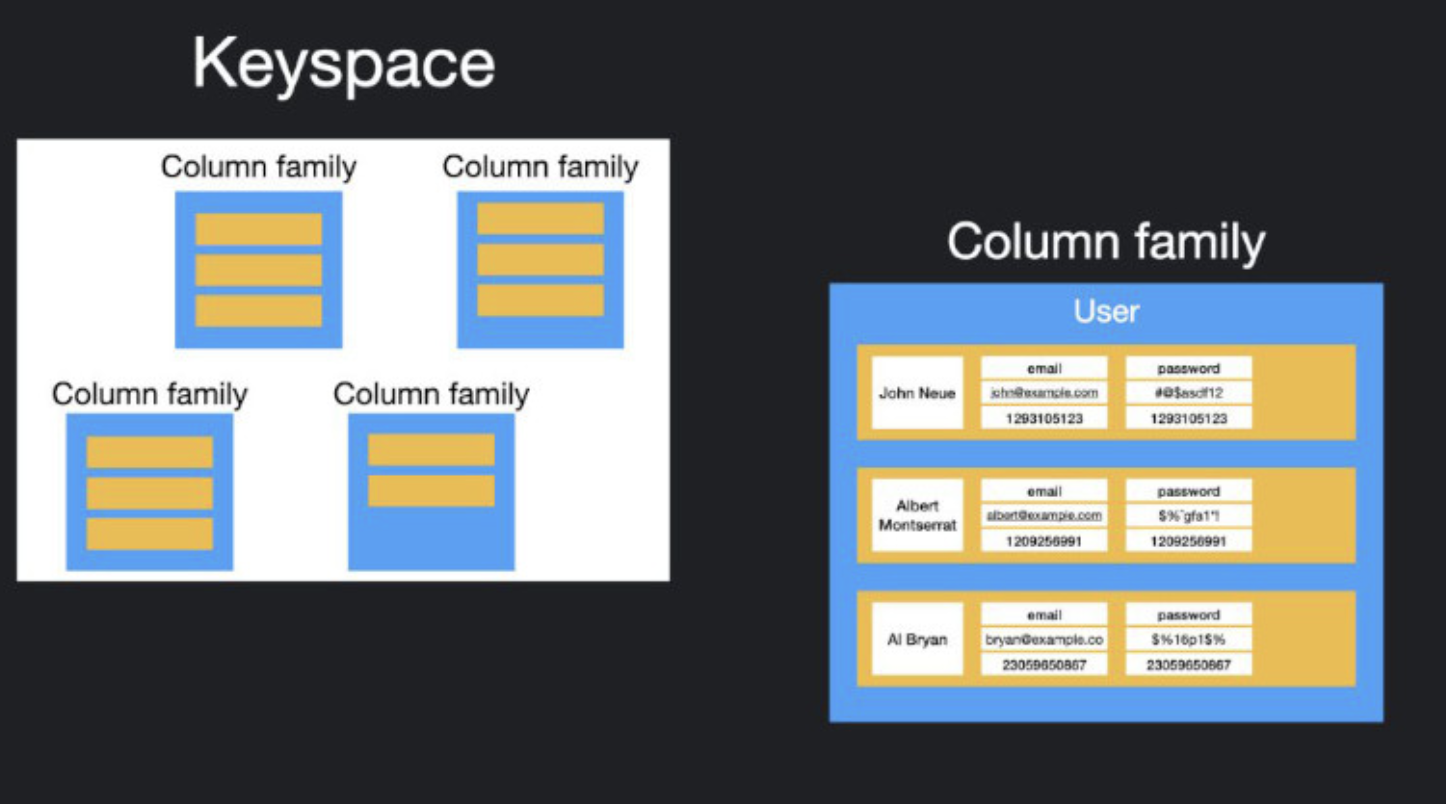 Keyspace
Column family
Column family
Column family
Column family
Column family
User
John Neue
email
john@example.com
1293105123
password
#@$asdf12
1293105123
Albert
Montserrat
email
albert@example.com
1209256991
password
1209256991
Al Bryan
email
bryan@example.co
23059650867
password
$%16p1$%
23059650867